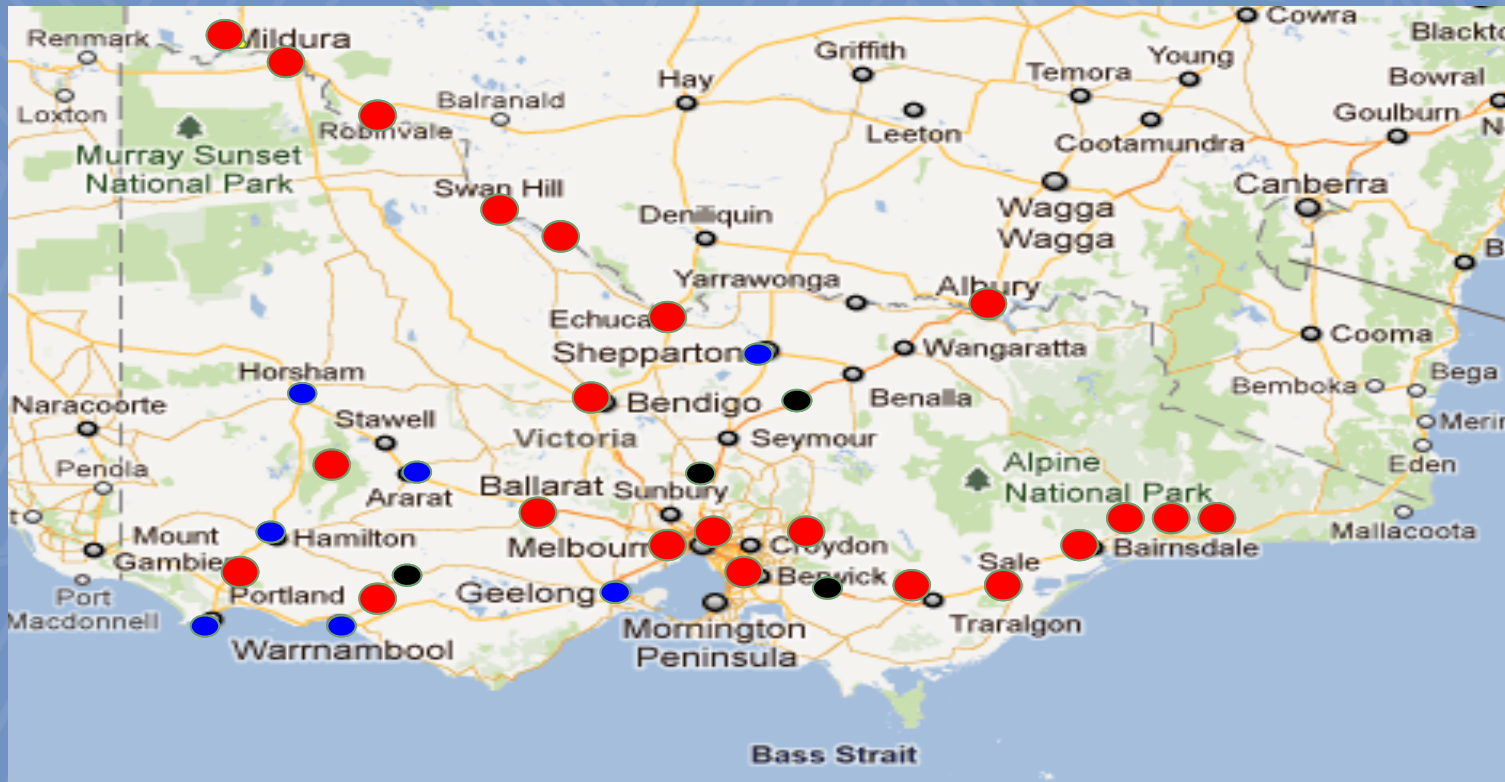 Cowra
Blackto
Renmark
Mildura
Griffith
Young
Temora
Hay
Bowral
Loxton
Balranald
Goulburn
Robinvale
Leeton
Cootamundra
N
Murray Sunset
National Park
Swan Hill
Canberra
Deniliquin
Wagga
Wagga
B
Yarrawonga
Albury
Echuca
Cooma
Shepparton
Wangaratta
Horsham
Bega
Bemboka
Naracoorte
Stawell
Bendigo
Benalla
Victoria
Seymour
Merin
Penola
Alpine
National Park
Eden
Ararat
Ballarat
Sunbury
t
Mallacoota
Mount
Gambie
Hamilton
Melbourn
Croydon
Bairnsdale
Sale
Berwick
Port
Macdonnell
Portland
Geelong
Traralgon
Warrnambool
Mornington
Peninsula
Bass Strait